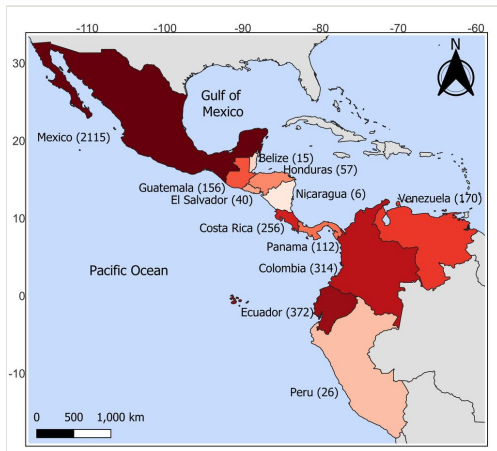 -110 -100 -90 -80 -70 -60
N
30
Gulf of
Mexico
20
Mexico (2115)
Belize (15)
Honduras (57)
Guatemala (156)
Nicaragua (6)
Venezuela (170)
El Salvador (40)
10
Costa Rica (256)
Panama (112)
Pacific Ocean
Colombia (314)
0
Ecuador (372)
-10
Peru (26)
0 500 1,000 km